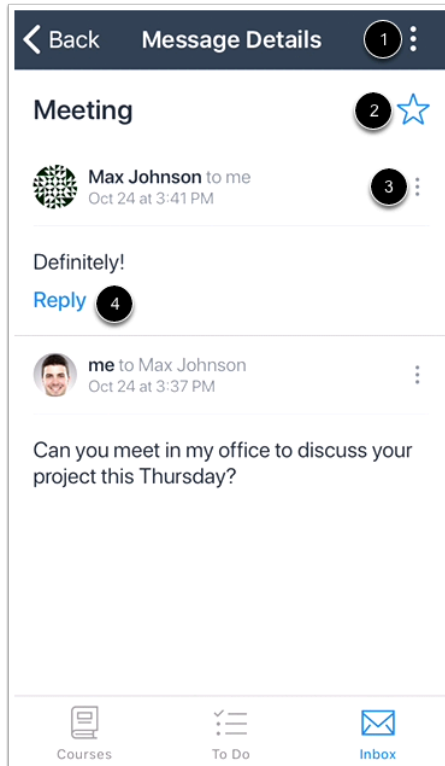 Back Message Details 1
Meeting 2
Max Johnson to me
Oct 24 at 3:41 PM
3
Definitely!
Reply 4
me to Max Johnson
Oct 24 at 3:37 PM
Can you meet in my office to discuss your
project this Thursday?
Courses To Do Inbox